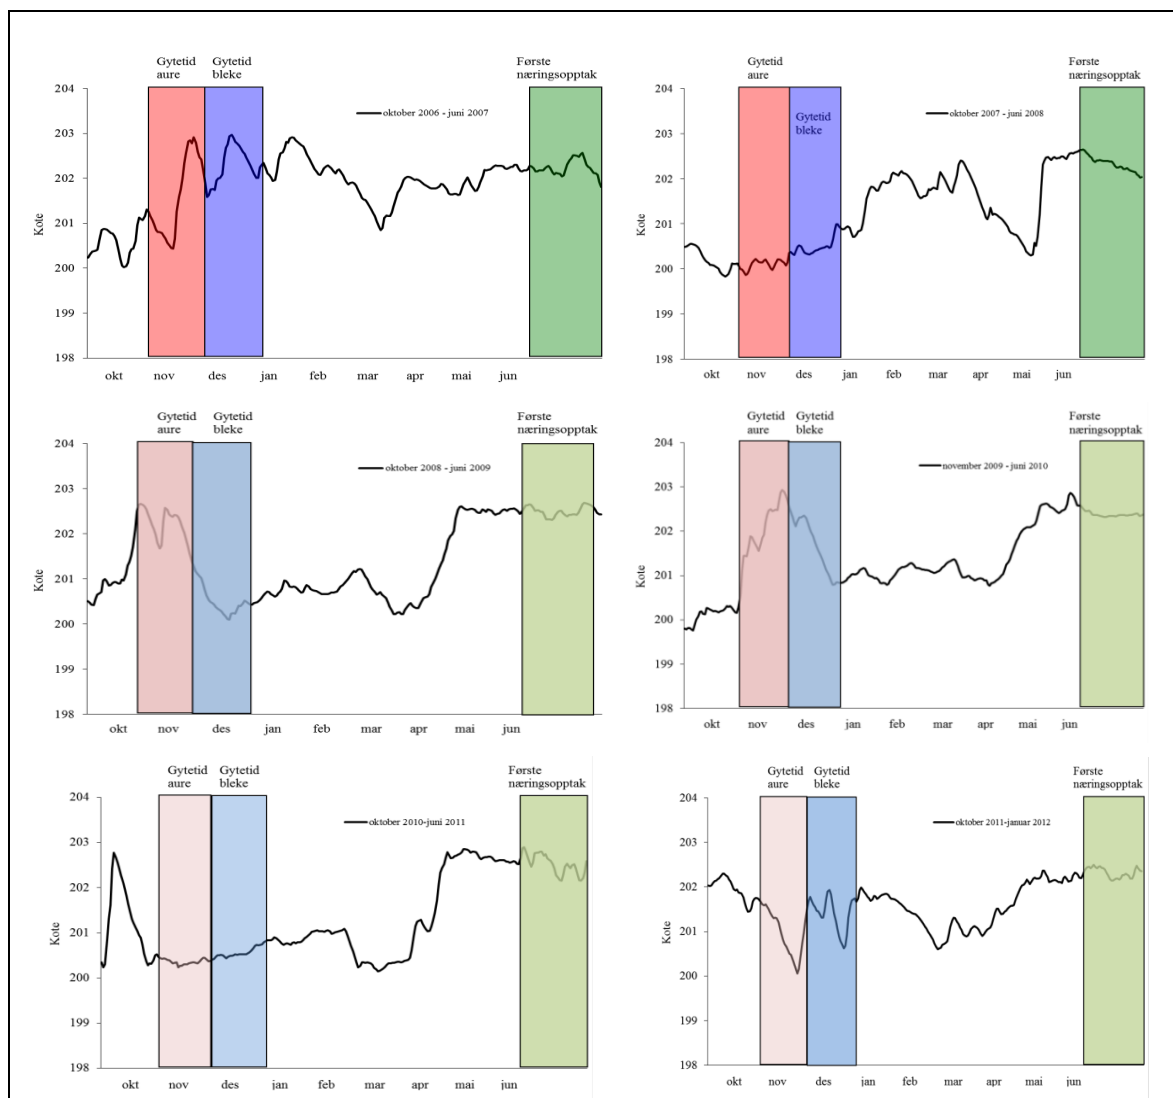 Gytetid
aure
Gytetid
bleke
Første
næringsopptak
oktober 2006 - juni 2007
204
203
202
201
200
199
198
Kote
okt nov des jan feb mar apr mai jun
Gytetid
aure
Gytetid
bleke
Første
næringsopptak
oktober 2007 - juni 2008
204
203
202
201
200
199
198
Kote
okt nov des jan feb mar apr mai jun
Gytetid
aure
Gytetid
bleke
Første
næringsopptak
oktober 2008 - juni 2009
204
203
202
201
200
199
198
Kote
okt nov des jan feb mar apr mai jun
Gytetid
aure
Gytetid
bleke
Første
næringsopptak
november 2009 - juni 2010
204
203
202
201
200
199
198
Kote
okt nov des jan feb mar apr mai jun
Gytetid
aure
Gytetid
bleke
Første
næringsopptak
oktober 2010-juni 2011
204
203
202
201
200
199
198
Kote
okt nov des jan feb mar apr mai jun
Gytetid
aure
Gytetid
bleke
Første
næringsopptak
oktober 2011-januar 2012
204
203
202
201
200
199
198
Kote
okt nov des jan feb mar apr mai jun